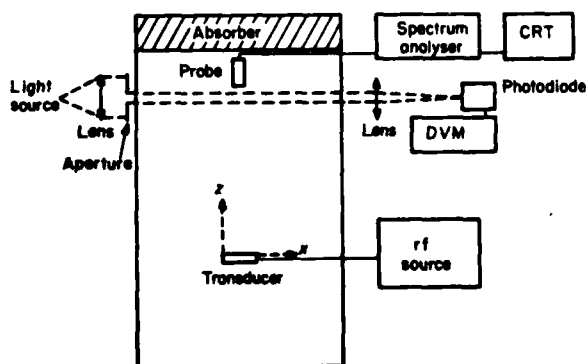 Absorber
Spectrum
analyser
CRT
Probe
Light
source
Lens
Aperture
Lens
Photodiode
DVM
z
x
Transducer
rf
source